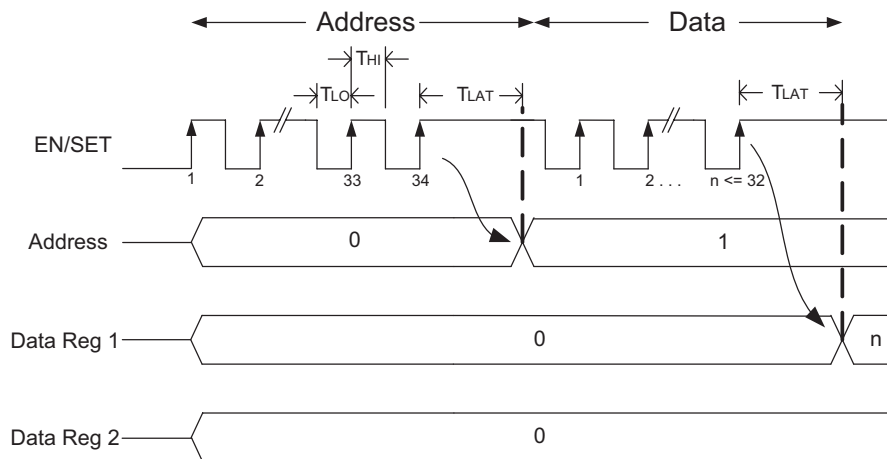 Address Data
THI
TLO TLAT TLAT
EN/SET
1 2 33 34 1 2 . . . n <= 32
Address 0 1
Data Reg 1 0 n
Data Reg 2 0